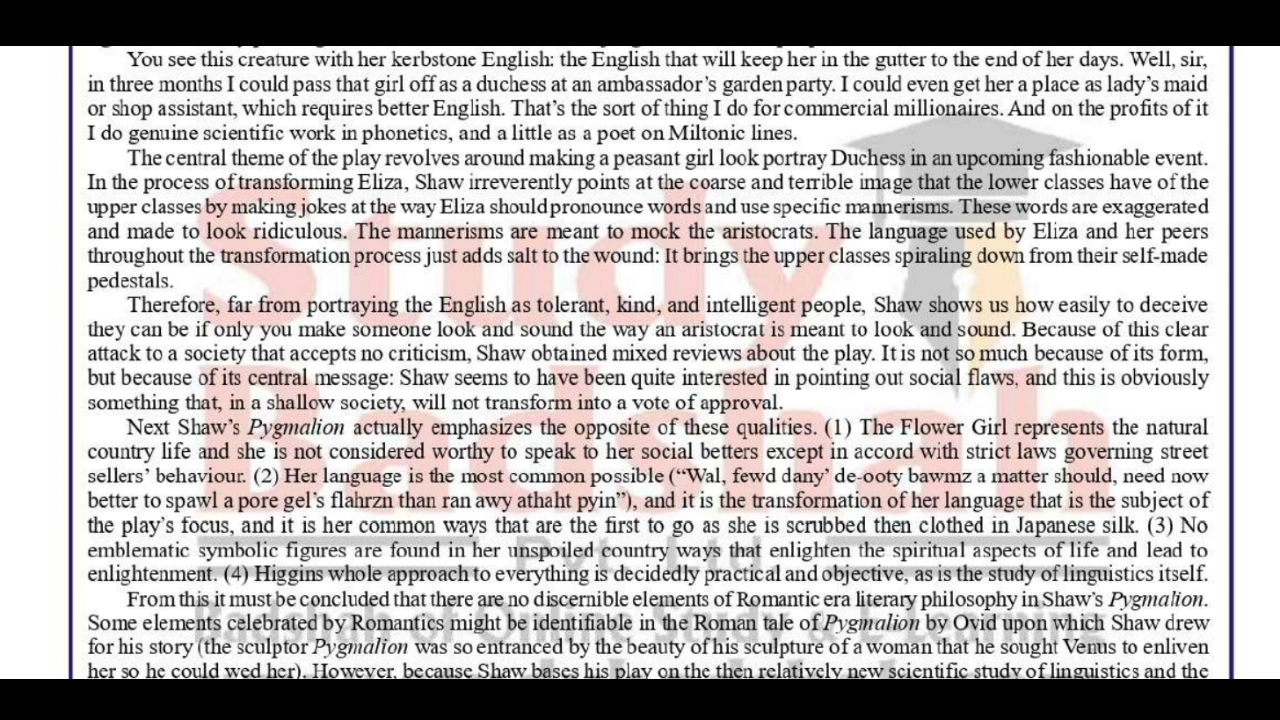 You see this creature with her kerbstone English: the English that will keep her in the gutter to the end of her days. Well, sir,
in three months I could pass that girl off as a duchess at an ambassador's garden party. I could even get her a place as lady's maid
or shop assistant, which requires better English. That's the sort of thing I do for commercial millionaires. And on the profits of it
I do genuine scientific work in phonetics, and a little as a poet on Miltonic lines.
The central theme of the play revolves around making a peasant girl look portray Duchess in an upcoming fashionable event.
In the process of transforming Eliza, Shaw irreverently points at the coarse and terrible image that the lower classes have of the
upper classes by making jokes at the way Eliza should pronounce words and use specific mannerisms. These words are exaggerated
and made to look ridiculous. The mannerisms are meant to mock the aristocrats. The language used by Eliza and her peers
throughout the transformation process just adds salt to the wound: It brings the upper classes spiraling down from their self-made
pedestals.
Therefore, far from portraying the English as tolerant, kind, and intelligent people, Shaw shows us how easily to deceive
they can be if only you make someone look and sound the way an aristocrat is meant to look and sound. Because of this clear
attack to a society that accepts no criticism, Shaw obtained mixed reviews about the play. It is not so much because of its form,
but because of its central message: Shaw seems to have been quite interested in pointing out social flaws, and this is obviously
something that, in a shallow society, will not transform into a vote of approval.
Next Shaw's Pygmalion actually emphasizes the opposite of these qualities. (1) The Flower Girl represents the natural
country life and she is not considered worthy to speak to her social betters except in accord with strict laws governing street
sellers' behaviour. (2) Her language is the most common possible ("Wal, fewd dany' de-ooty bawmz a matter should, need now
better to spawl a pore gel's flahrzn than ran awy athaht pyin"), and it is the transformation of her language that is the subject of
the play's focus, and it is her common ways that are the first to go as she is scrubbed then clothed in Japanese silk. (3) No
emblematic symbolic figures are found in her unspoiled country ways that enlighten the spiritual aspects of life and lead to
enlightenment. (4) Higgins whole approach to everything is decidedly practical and objective, as is the study of linguistics itself.
From this it must be concluded that there are no discernible elements of Romantic era literary philosophy in Shaw's Pygmalion.
Some elements celebrated by Romantics might be identifiable in the Roman tale of Pygmalion by Ovid upon which Shaw drew
for his story (the sculptor Pygmalion was so entranced by the beauty of his sculpture of a woman that he sought Venus to enliven
her so he could wed her). However, because Shaw bases his play on the then relatively new scientific study of linguistics and the
Study
Badshah
Pvt. Ltd.
Badshah of Online Study & E-Learning